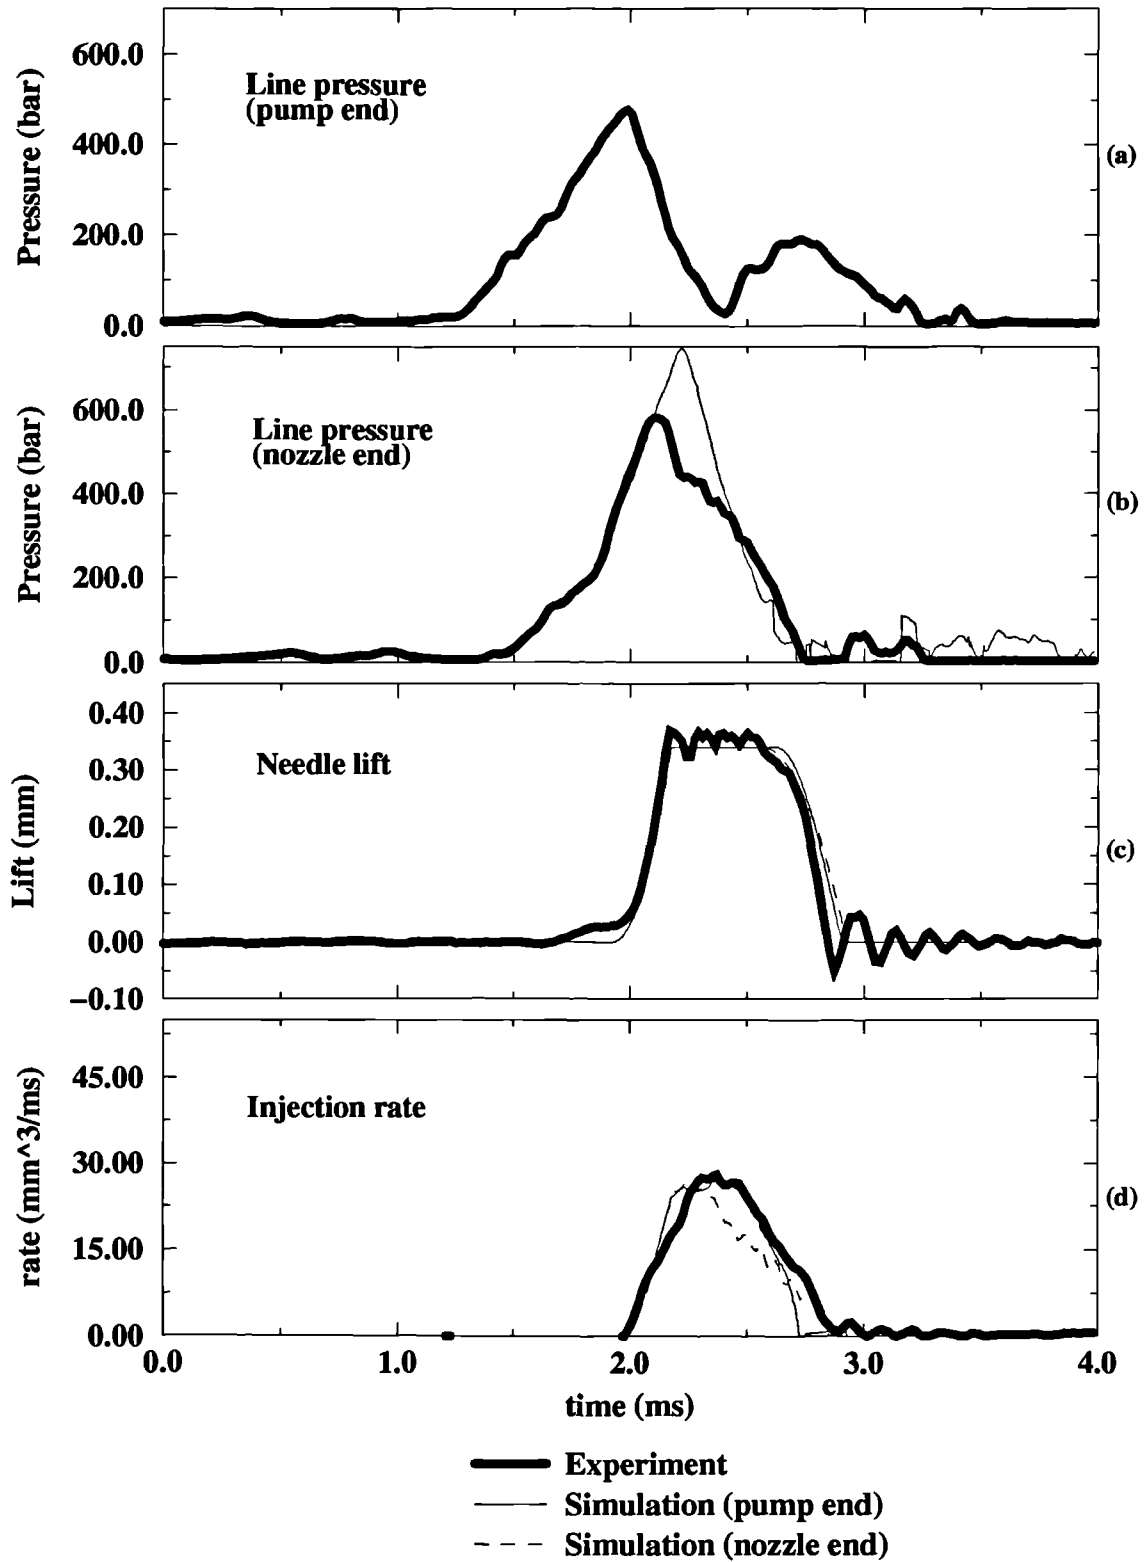 600.0
400.0
200.0
0.0
Pressure (bar)
Line pressure
(pump end)
(a)
600.0
400.0
200.0
0.0
Pressure (bar)
Line pressure
(nozzle end)
(b)
0.40
0.30
0.20
0.10
0.00
−0.10
Lift (mm)
Needle lift
(c)
45.00
30.00
15.00
0.00
rate (mm^3/ms)
Injection rate
(d)
0.0 1.0 2.0 3.0 4.0
time (ms)
Experiment
Simulation (pump end)
Simulation (nozzle end)